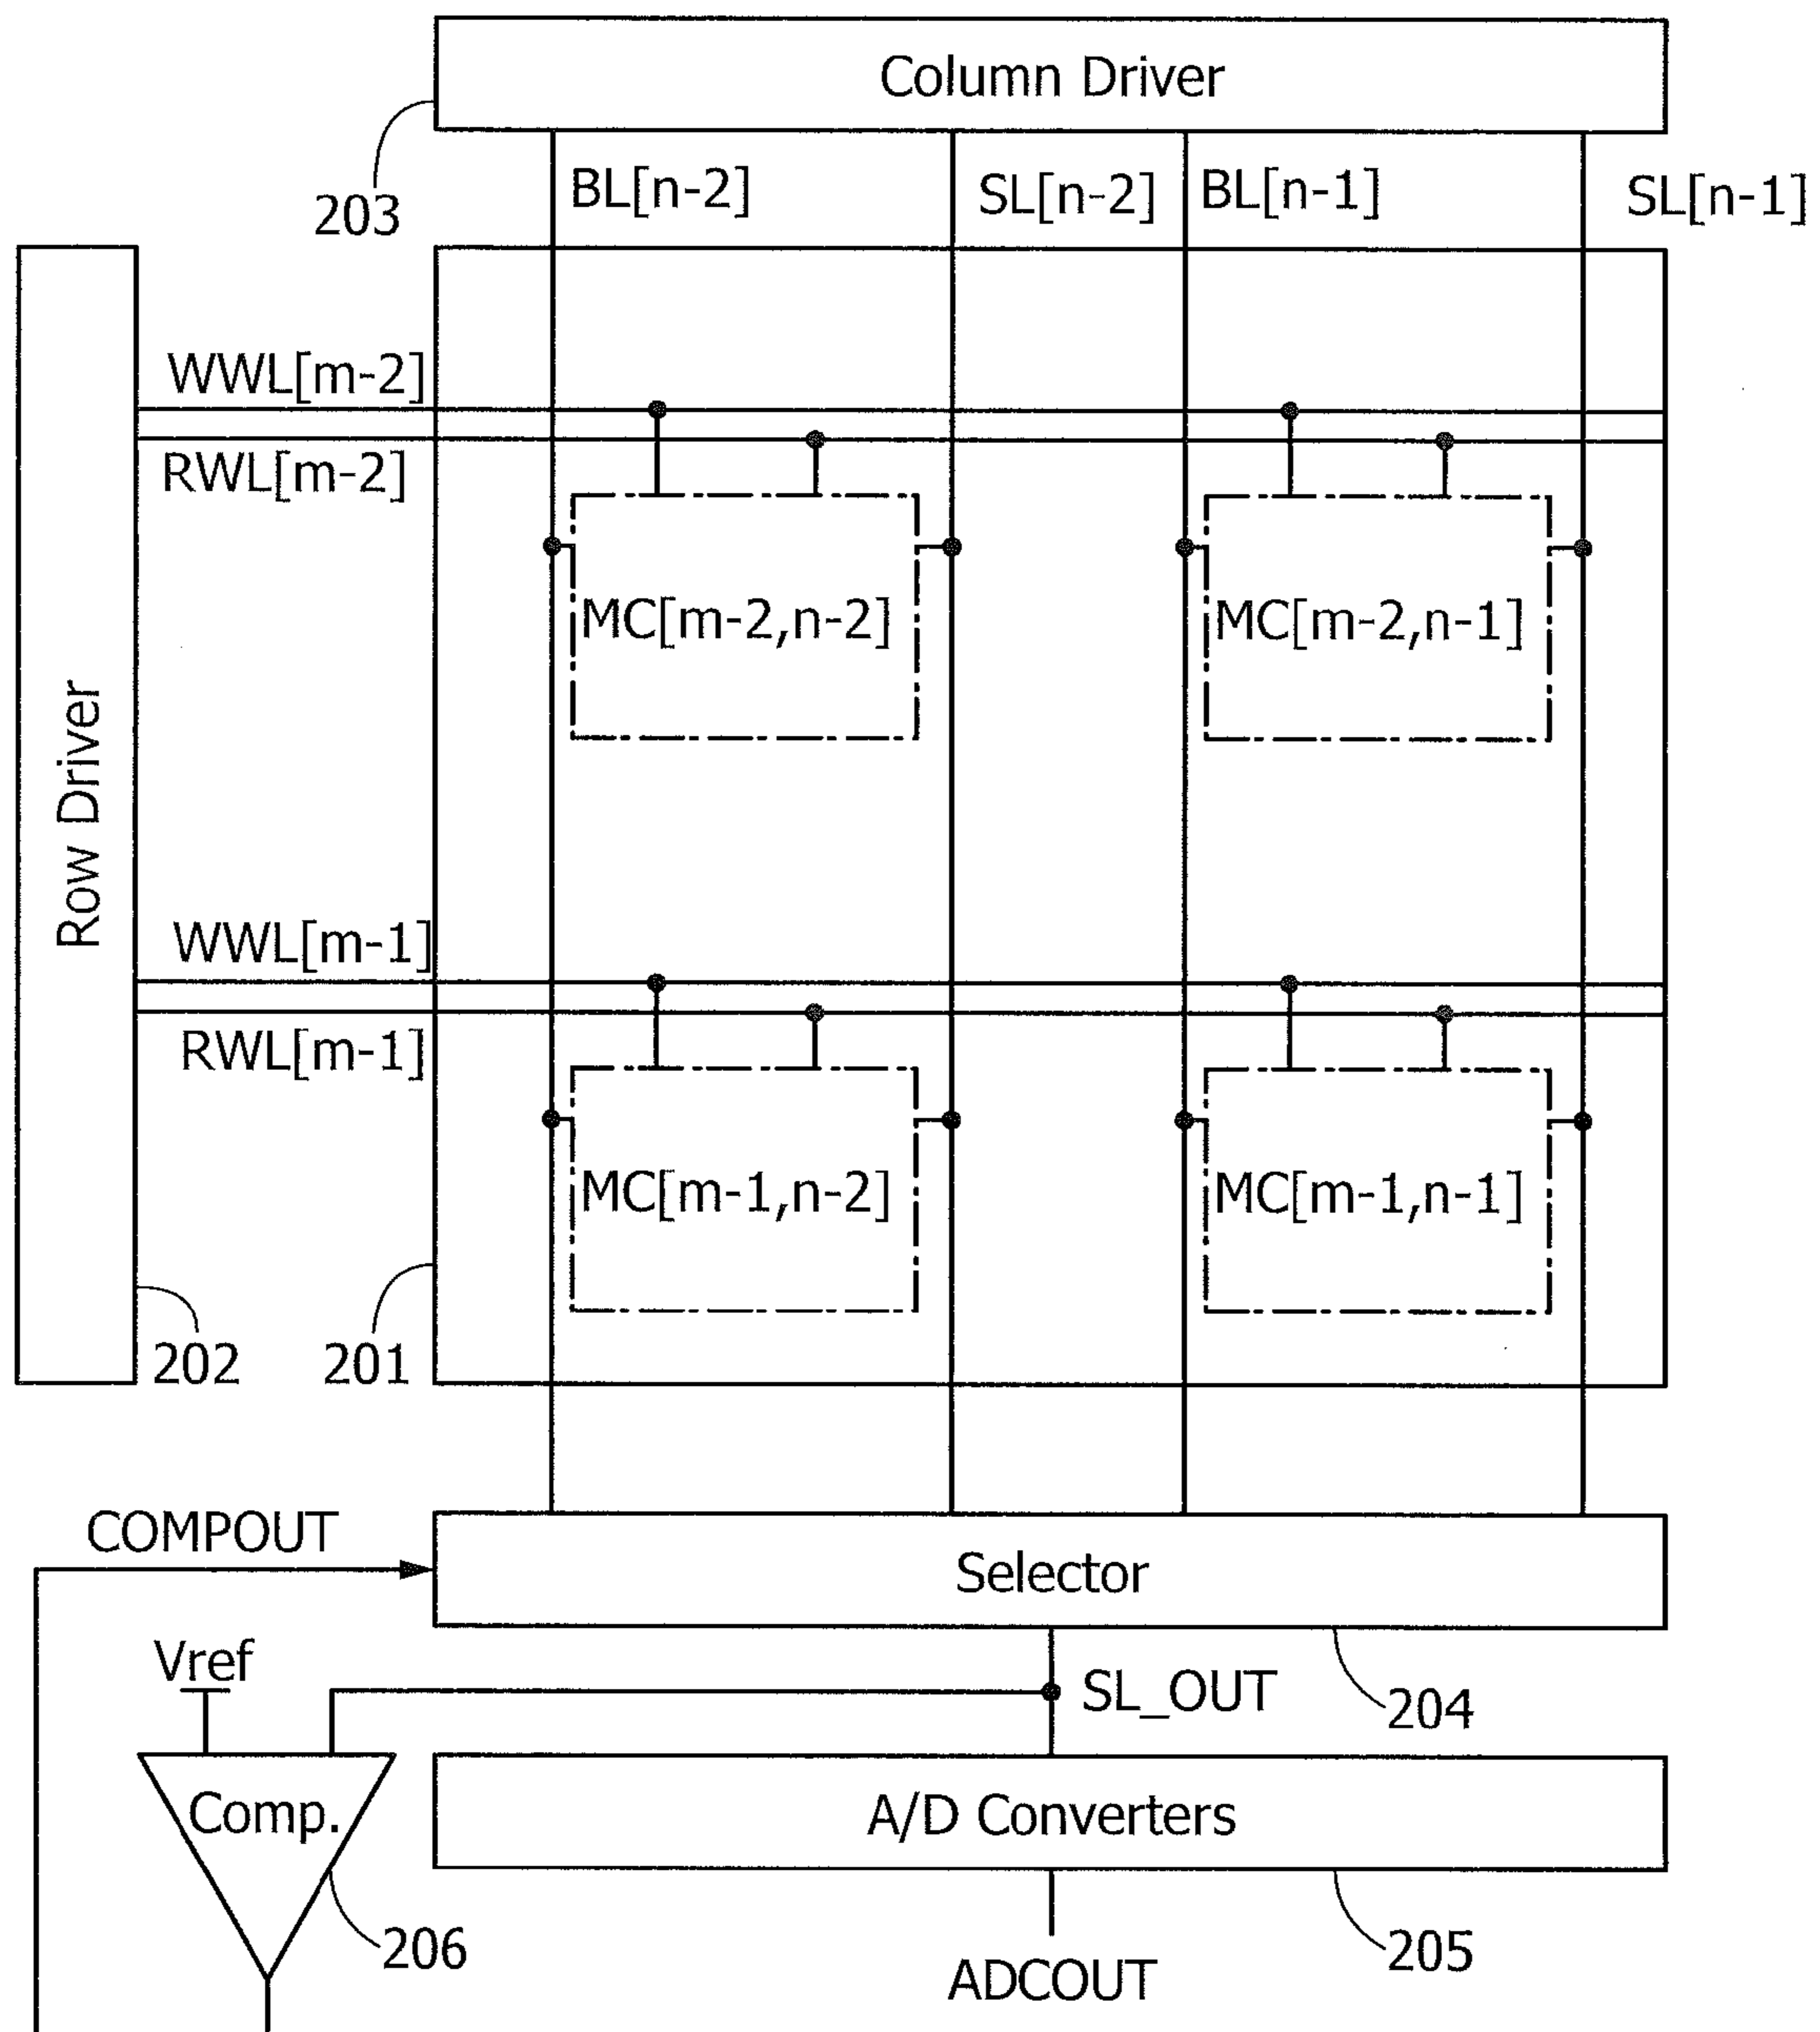 Column Driver
203
BL[n-2]
SL[n-2]
BL[n-1]
SL[n-1]
WWL[m-2]
RWL[m-2]
MC[m-2,n-2]
MC[m-2,n-1]
Row Driver
WWL[m-1]
RWL[m-1]
MC[m-1,n-2]
MC[m-1,n-1]
202
201
COMPOUT
Selector
Vref
SL_OUT
204
Comp.
A/D Converters
206
205
ADCOUT